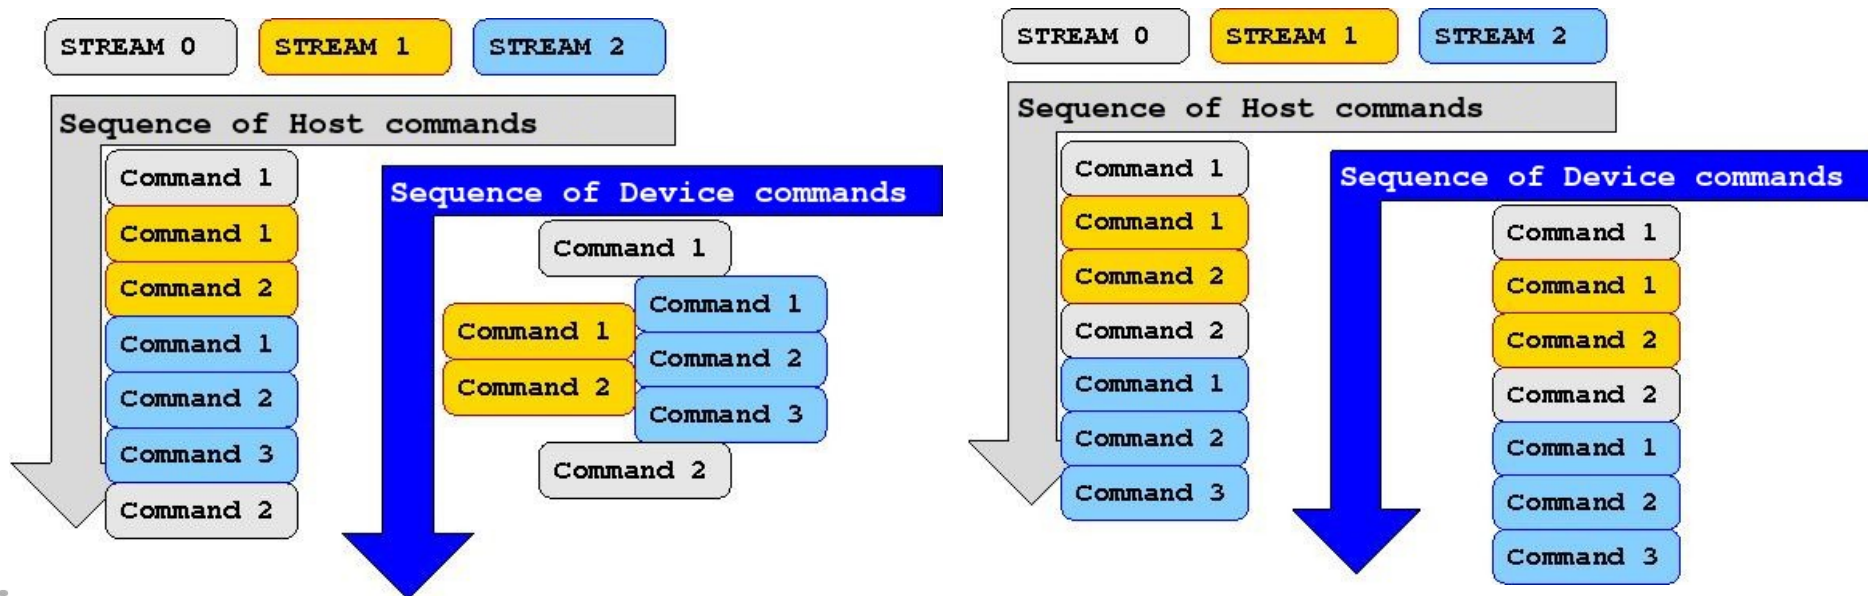 STREAM 0
STREAM 1
STREAM 2
Sequence of Host commands
Command 1
Command 1
Command 2
Command 1
Command 2
Command 3
Command 2
Sequence of Device commands
Command 1
Command 1
Command 1
Command 2
Command 2
Command 3
Command 2
STREAM 0
STREAM 1
STREAM 2
Sequence of Host commands
Command 1
Command 1
Command 2
Command 2
Command 1
Command 2
Command 3
Sequence of Device commands
Command 1
Command 1
Command 2
Command 2
Command 1
Command 2
Command 3